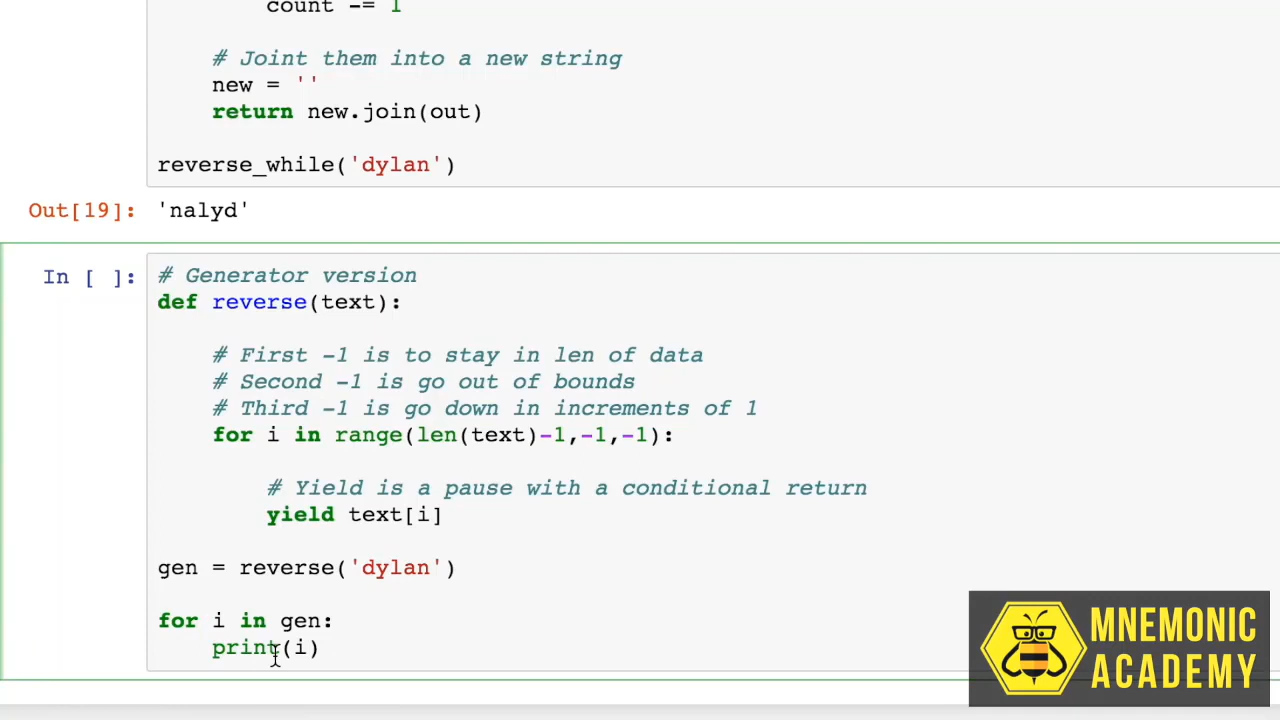 count -= 1
# Joint them into a new string
new = ''
return new.join(out)
reverse_while('dylan')
Out[19]: 'nalyd'
In [ ]: # Generator version
def reverse(text):
# First -1 is to stay in len of data
# Second -1 is go out of bounds
# Third -1 is go down in increments of 1
for i in range(len(text)-1,-1,-1):
# Yield is a pause with a conditional return
yield text[i]
gen = reverse('dylan')
for i in gen:
print(i)
MNEMONIC
ACADEMY